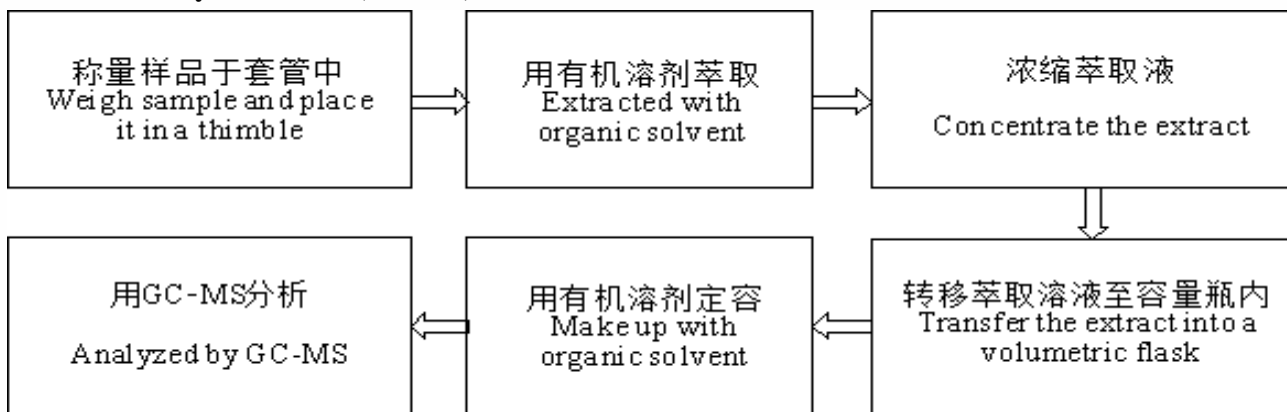 称量样品于套管中
Weigh sample and place
it in a thimble
用有机溶剂萃取
Extracted with
organic solvent
浓缩萃取液
Concentrate the extract
转移萃取溶液至容量瓶内
Transfer the extract into a
volumetric flask
用有机溶剂定容
Make up with
organic solvent
用GC-MS分析
Analyzed by GC-MS